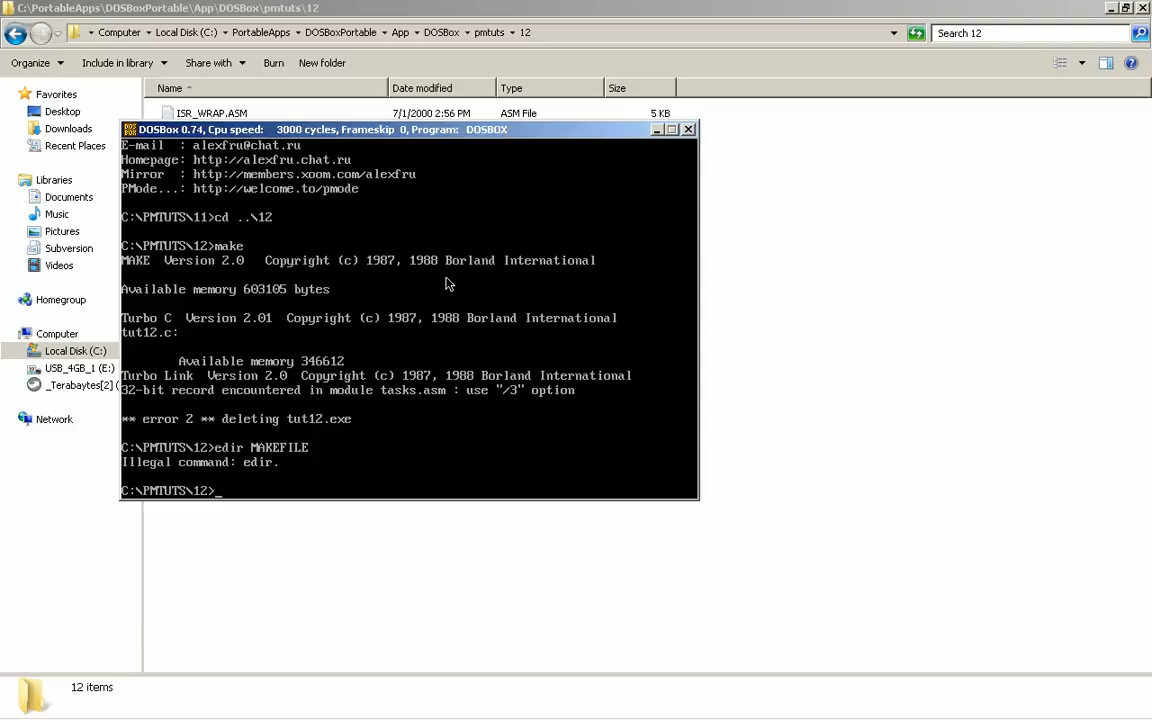 C:\PortableApps\DOSBoxPortable\App\DOSBox\pmtuts\12
Computer Local Disk (C:) PortableApps DOSBoxPortable App DOSBox pmtuts 12
Search 12
Organize Include in library Share with Burn New folder
Name Date modified Type Size
Favorites
Desktop
Downloads
Recent Places
Libraries
Documents
Music
Pictures
Subversion
Videos
Homegroup
Computer
Local Disk (C:)
USB_4GB_1 (E:)
_Terabytes[2] (
Network
ISR_WRAP.ASM 7/1/2000 2:56 PM ASM File 5 KB
DOSBox 0.74, Cpu speed: 3000 cycles, Frameskip 0, Program: DOSBOX
E-mail : alexfru@chat.ru
Homepage: http://alexfru.chat.ru
Mirror : http://members.xoom.com/alexfru
PMode...: http://welcome.to/pmode
C:\PMTUTS\11>cd ..\12
C:\PMTUTS\12>make
MAKE Version 2.0 Copyright (c) 1987, 1988 Borland International
Available memory 603105 bytes
Turbo C Version 2.01 Copyright (c) 1987, 1988 Borland International
tut12.c:
Available memory 346612
Turbo Link Version 2.0 Copyright (c) 1987, 1988 Borland International
32-bit record encountered in module tasks.asm : use "/3" option
** error 2 ** deleting tut12.exe
C:\PMTUTS\12>edir MAKEFILE
Illegal command: edir.
C:\PMTUTS\12>_
12 items